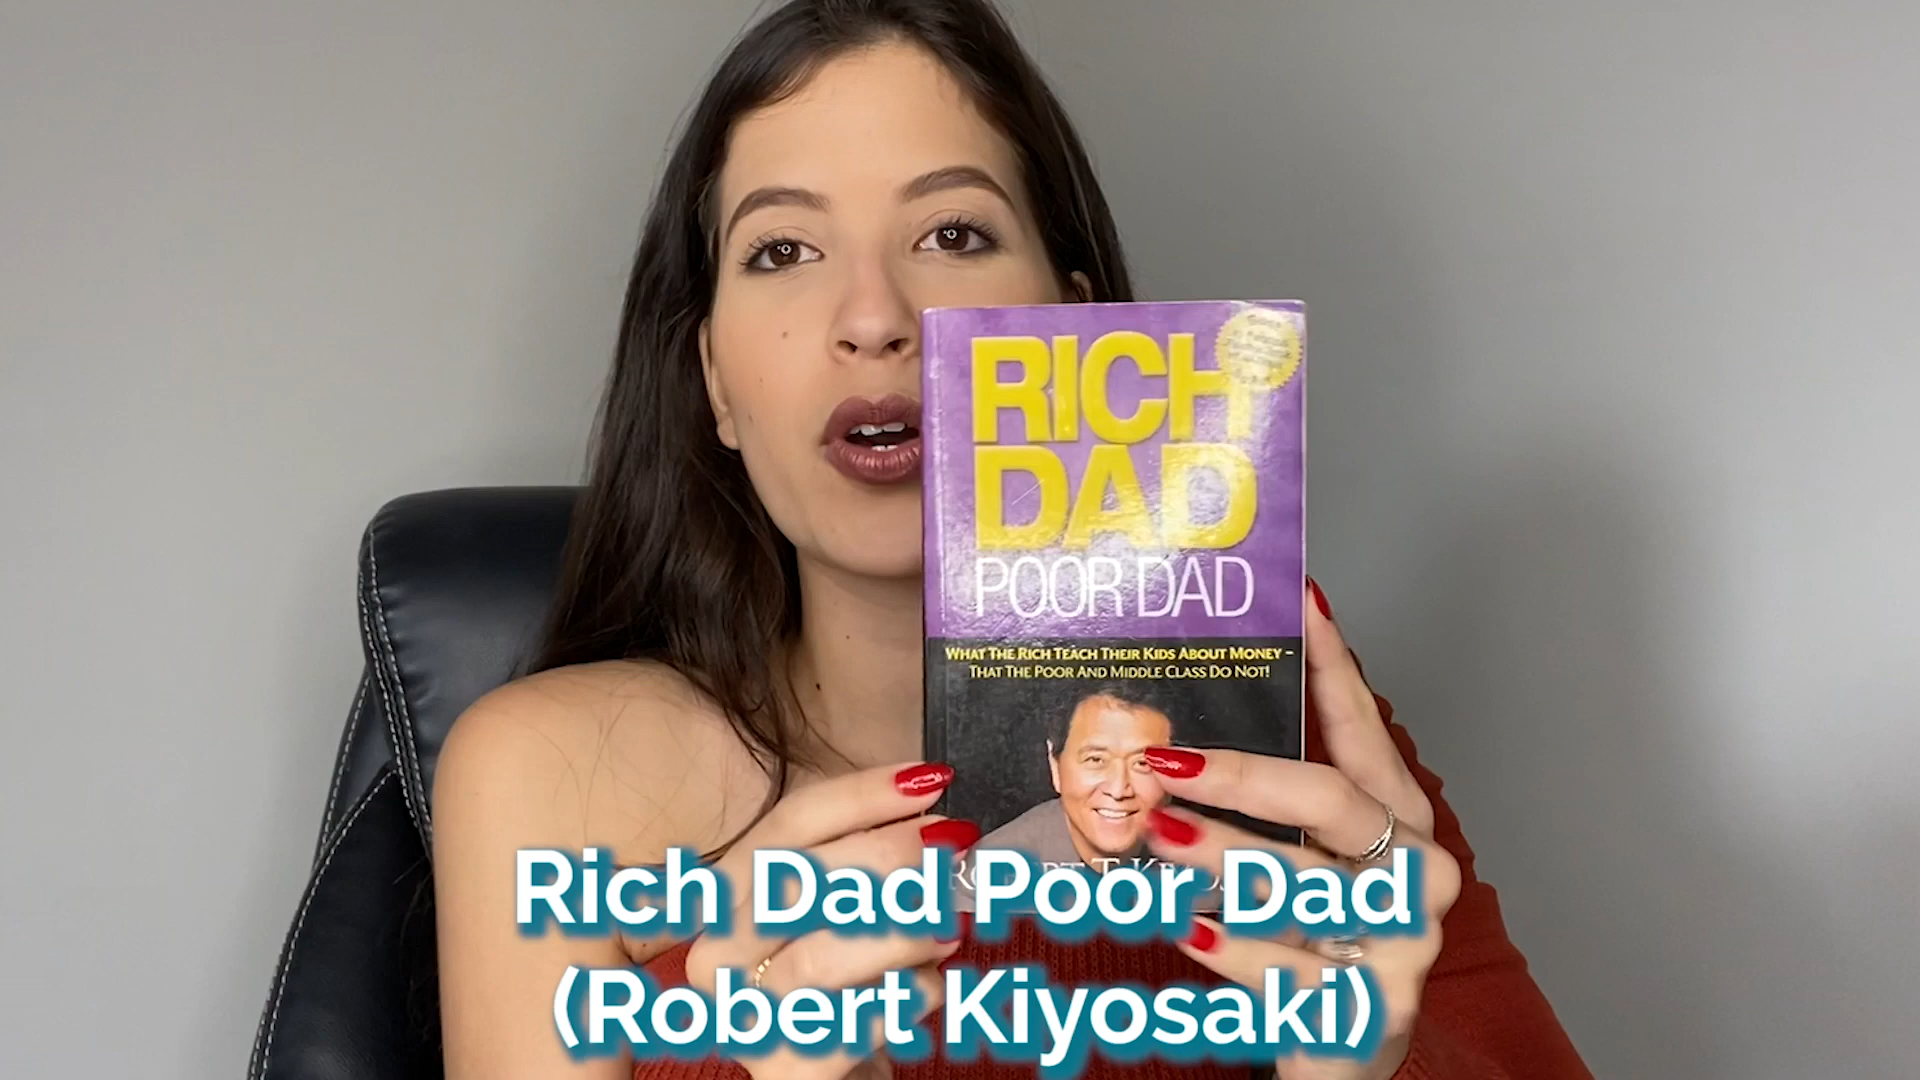 RICH
DAD
POOR DAD
WHAT THE RICH TEACH THEIR KIDS ABOUT MONEY –
THAT THE POOR AND MIDDLE CLASS DO NOT!
Rich Dad Poor Dad
(Robert Kiyosaki)